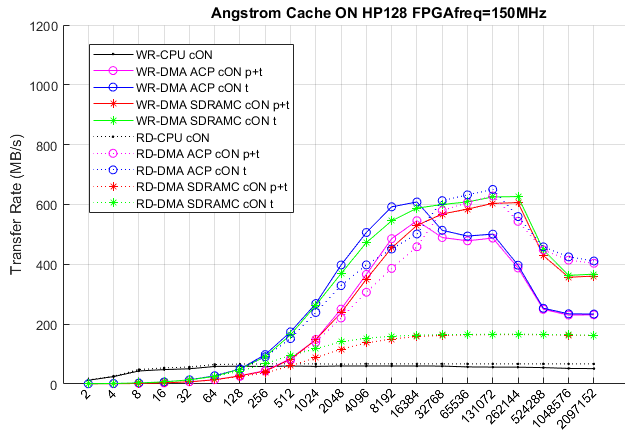 Angstrom Cache ON HP128 FPGAfreq=150MHz
1200
1000
800
600
400
200
0
Transfer Rate (MB/s)
WR-CPU cON
WR-DMA ACP cON p+t
WR-DMA ACP cON t
WR-DMA SDRAMC cON p+t
WR-DMA SDRAMC cON t
RD-CPU cON
RD-DMA ACP cON p+t
RD-DMA ACP cON t
RD-DMA SDRAMC cON p+t
RD-DMA SDRAMC cON t
2
4
8
16
32
64
128
256
512
1024
2048
4096
8192
16384
32768
65536
131072
262144
524288
1048576
2097152